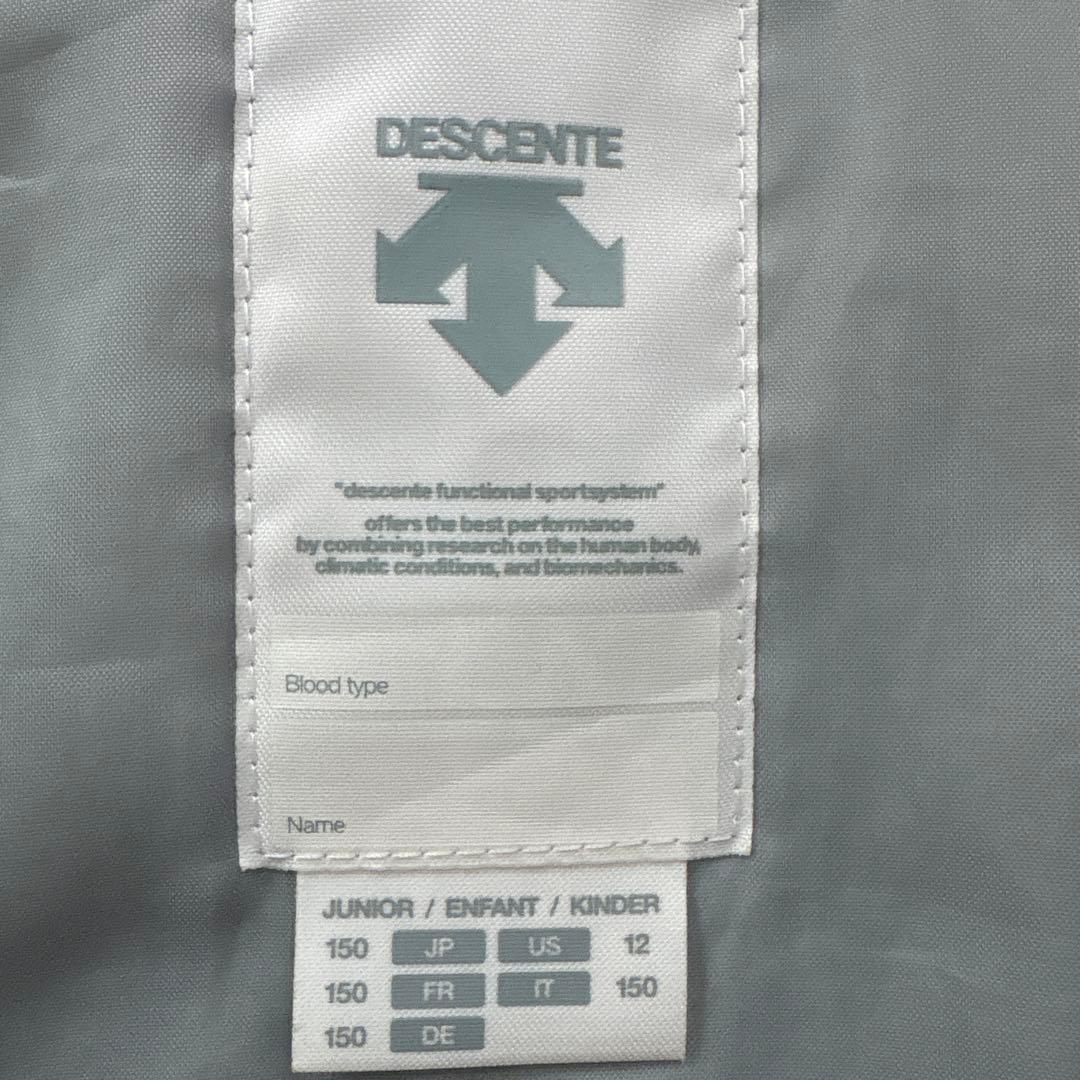 DESCENTE
"descente functional sportsystem"
offers the best performance
by combining research on the human body,
climatic conditions, and biomechanics.
Blood type
Name
JUNIOR / ENFANT / KINDER
150 JP US 12
150 FR IT 150
150 DE